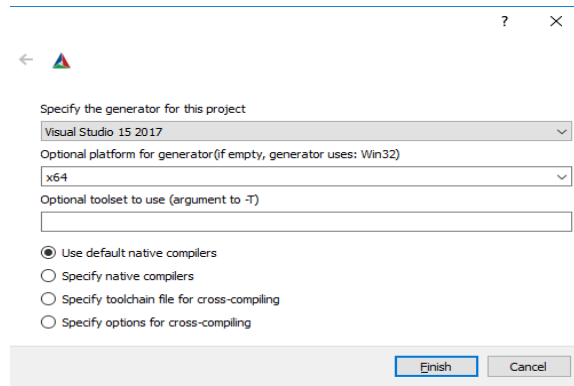 ?
Specify the generator for this project
Visual Studio 15 2017
Optional platform for generator(if empty, generator uses: Win32)
x64
Optional toolset to use (argument to -T)
Use default native compilers
Specify native compilers
Specify toolchain file for cross-compiling
Specify options for cross-compiling
Finish Cancel